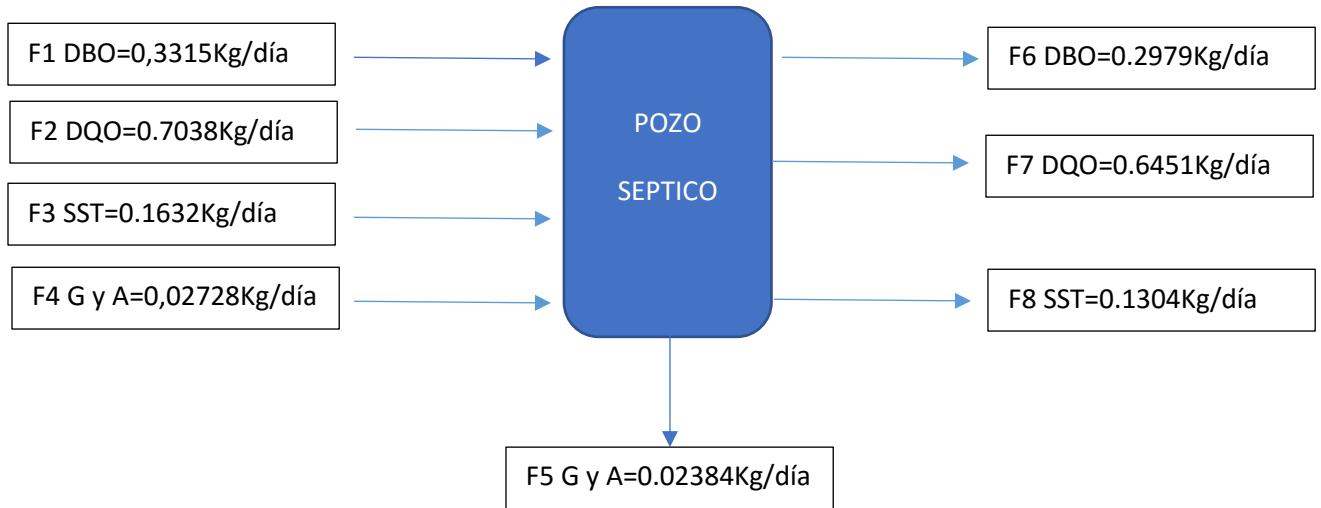 F1 DBO=0,3315Kg/día
F2 DQO=0.7038Kg/día
F3 SST=0.1632Kg/día
F4 G y A=0,02728Kg/día
POZO
SEPTICO
F6 DBO=0.2979Kg/día
F7 DQO=0.6451Kg/día
F8 SST=0.1304Kg/día
F5 G y A=0.02384Kg/día